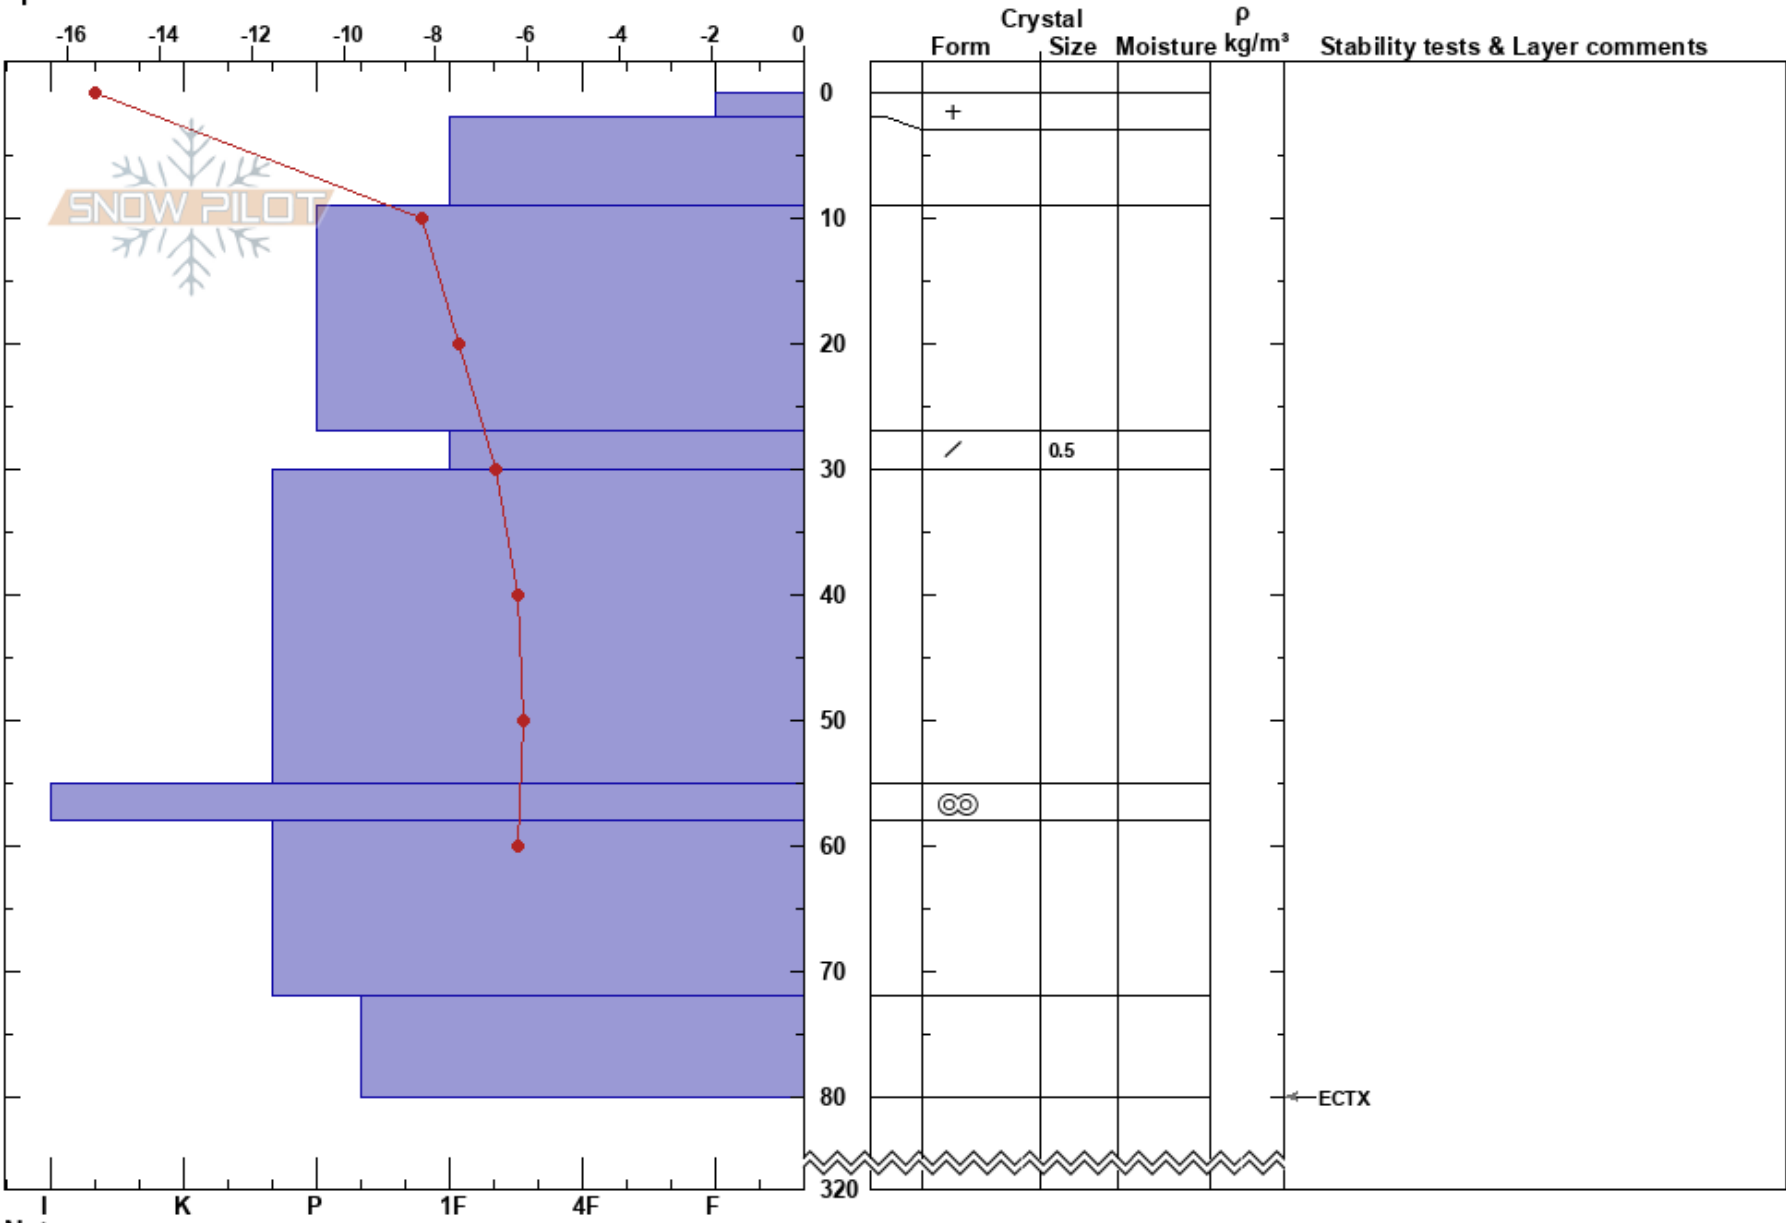 Crystal ρ
-16 -14 -12 -10 -8 -6 -4 -2 0 Form Size Moisture kg/m³ Stability tests & Layer comments
0
+
SNOW PILOT
10
20
0.5
30
40
50
60
70
80 ECTX
320
I K P 1F 4F F